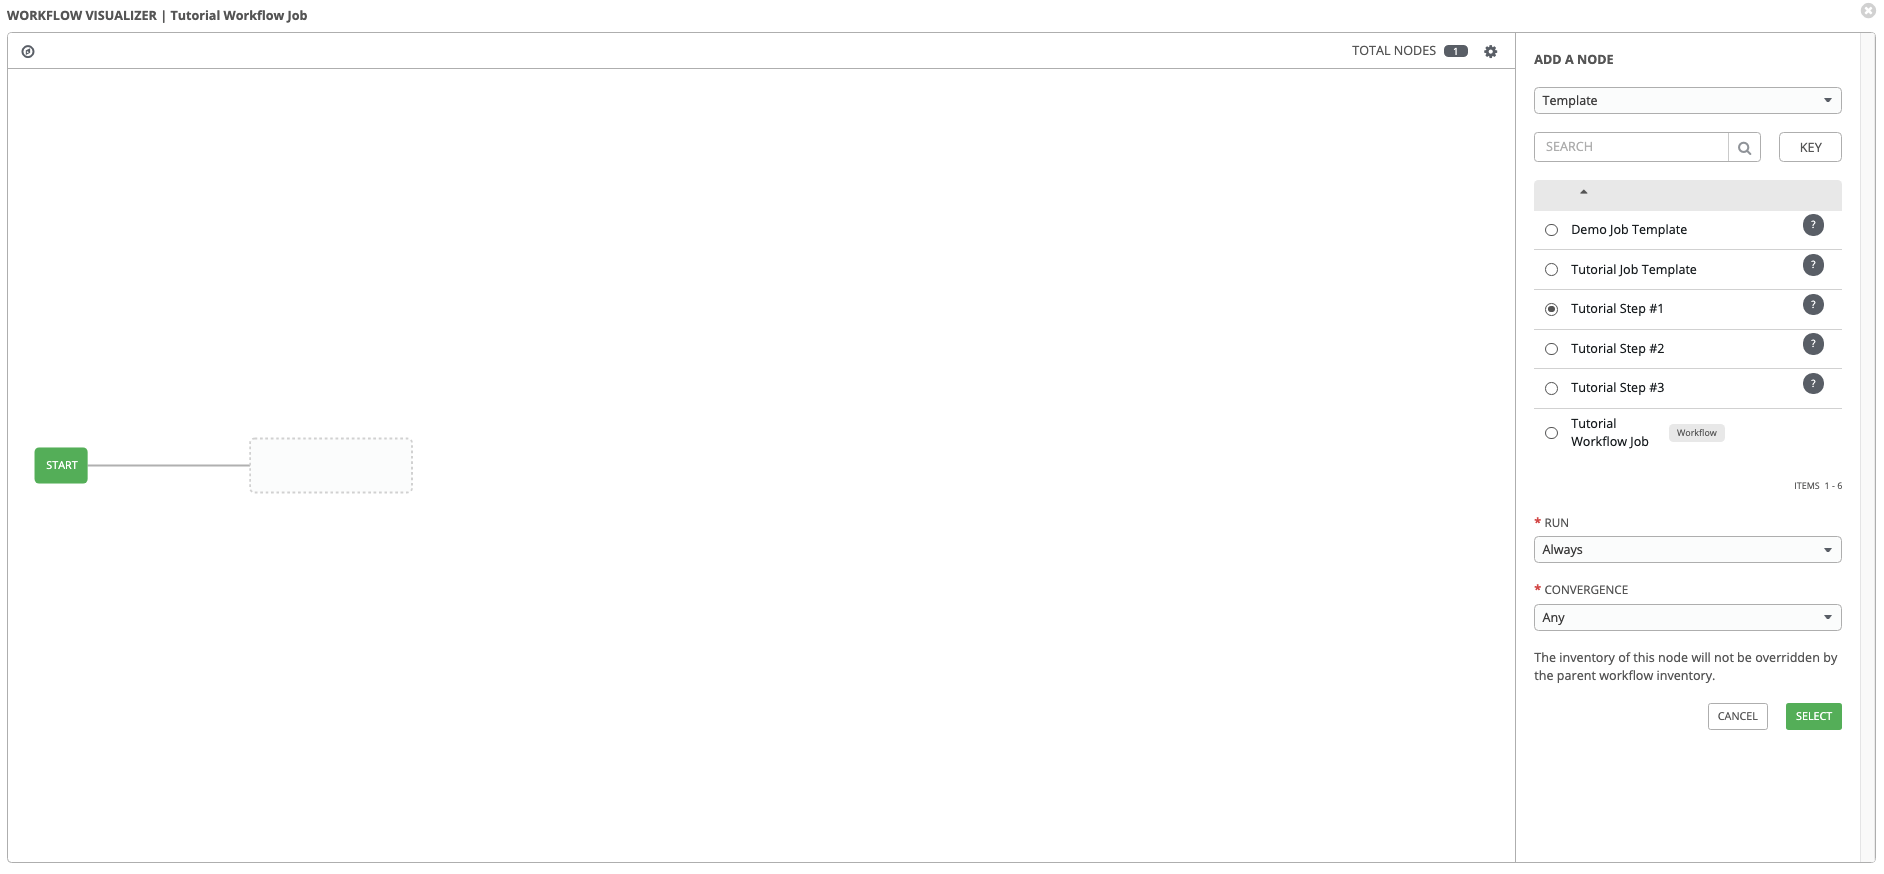 WORKFLOW VISUALIZER | Tutorial Workflow Job
TOTAL NODES 1
START
ADD A NODE
Template
SEARCH
KEY
Demo Job Template ?
Tutorial Job Template ?
Tutorial Step #1 ?
Tutorial Step #2 ?
Tutorial Step #3 ?
Tutorial
Workflow Job Workflow
ITEMS 1 - 6
* RUN
Always
* CONVERGENCE
Any
The inventory of this node will not be overridden by
the parent workflow inventory.
CANCEL SELECT